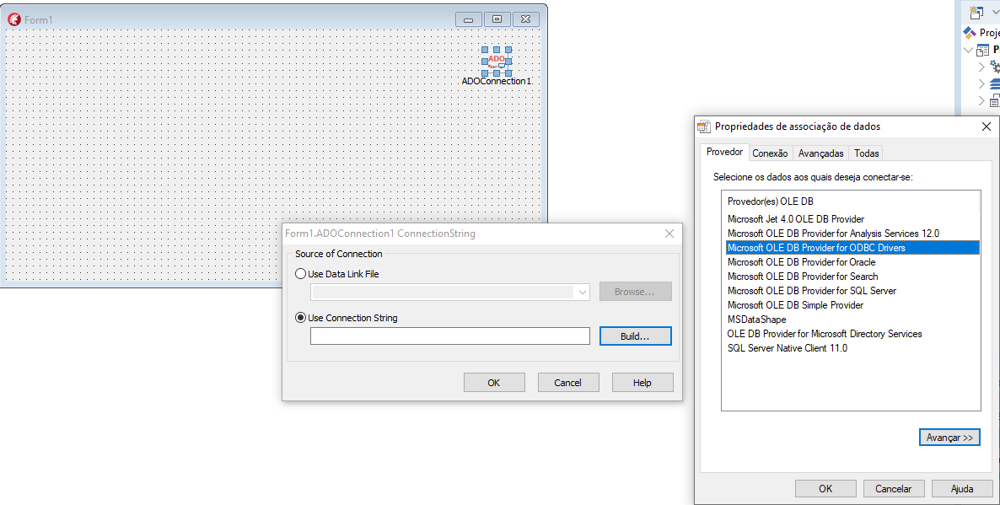 Form1
ADO
ADOConnection1
Form1.ADOConnection1 ConnectionString
Source of Connection
Use Data Link File
Browse...
Use Connection String
Build...
OK
Cancel
Help
Propriedades de associação de dados
Provedor
Conexão
Avançadas
Todas
Selecione os dados aos quais deseja conectar-se:
Provedor(es) OLE DB
Microsoft Jet 4.0 OLE DB Provider
Microsoft OLE DB Provider for Analysis Services 12.0
Microsoft OLE DB Provider for ODBC Drivers
Microsoft OLE DB Provider for Oracle
Microsoft OLE DB Provider for Search
Microsoft OLE DB Provider for SQL Server
Microsoft OLE DB Simple Provider
MSDataShape
OLE DB Provider for Microsoft Directory Services
SQL Server Native Client 11.0
Avançar >>
OK
Cancelar
Ajuda